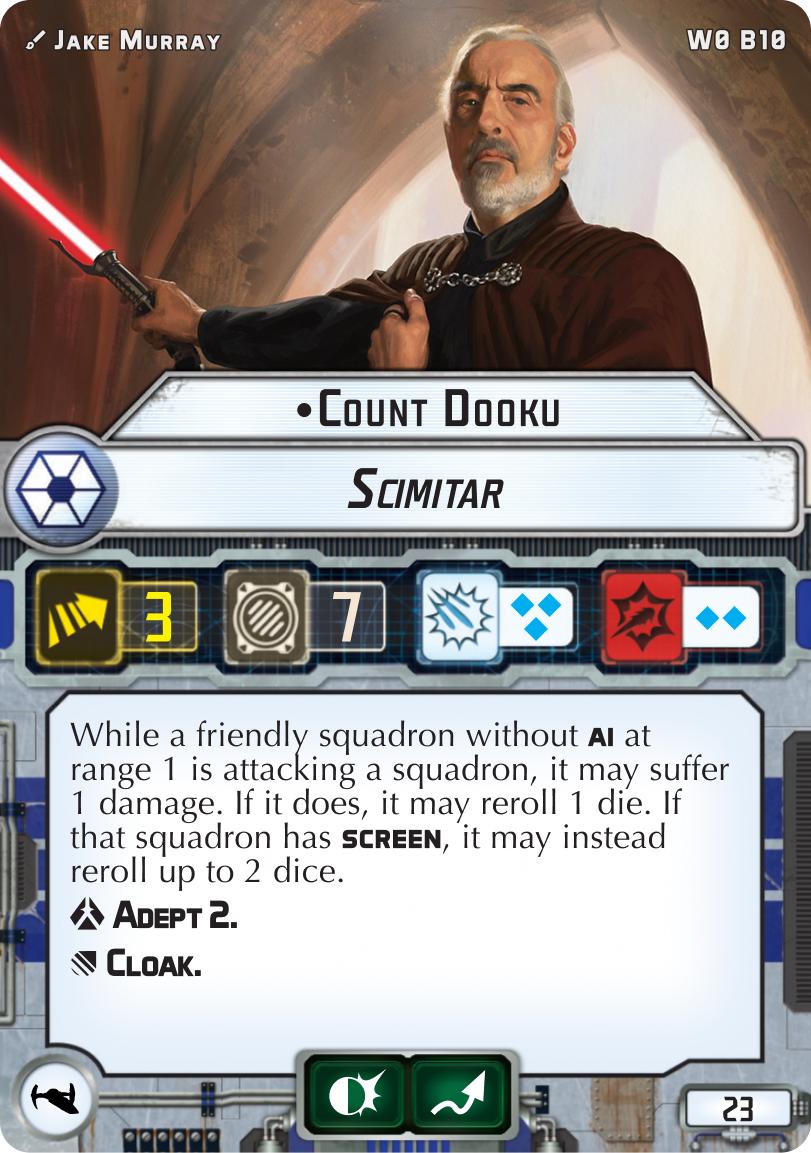 Jake Murray
W0 B10
•Count Dooku
Scimitar
3
7
While a friendly squadron without AI at
range 1 is attacking a squadron, it may suffer
1 damage. If it does, it may reroll 1 die. If
that squadron has SCREEN, it may instead
reroll up to 2 dice.
Adept 2.
Cloak.
23